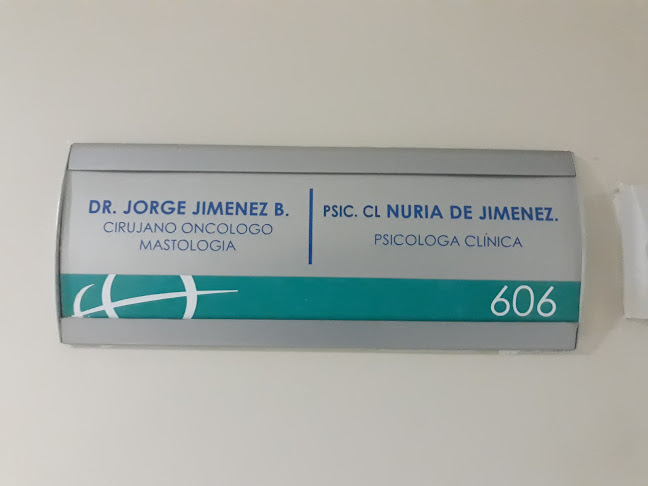 DR. JORGE JIMENEZ B.
CIRUJANO ONCOLOGO
MASTOLOGIA
PSIC. CL NURIA DE JIMENEZ.
PSICOLOGA CLÍNICA
606